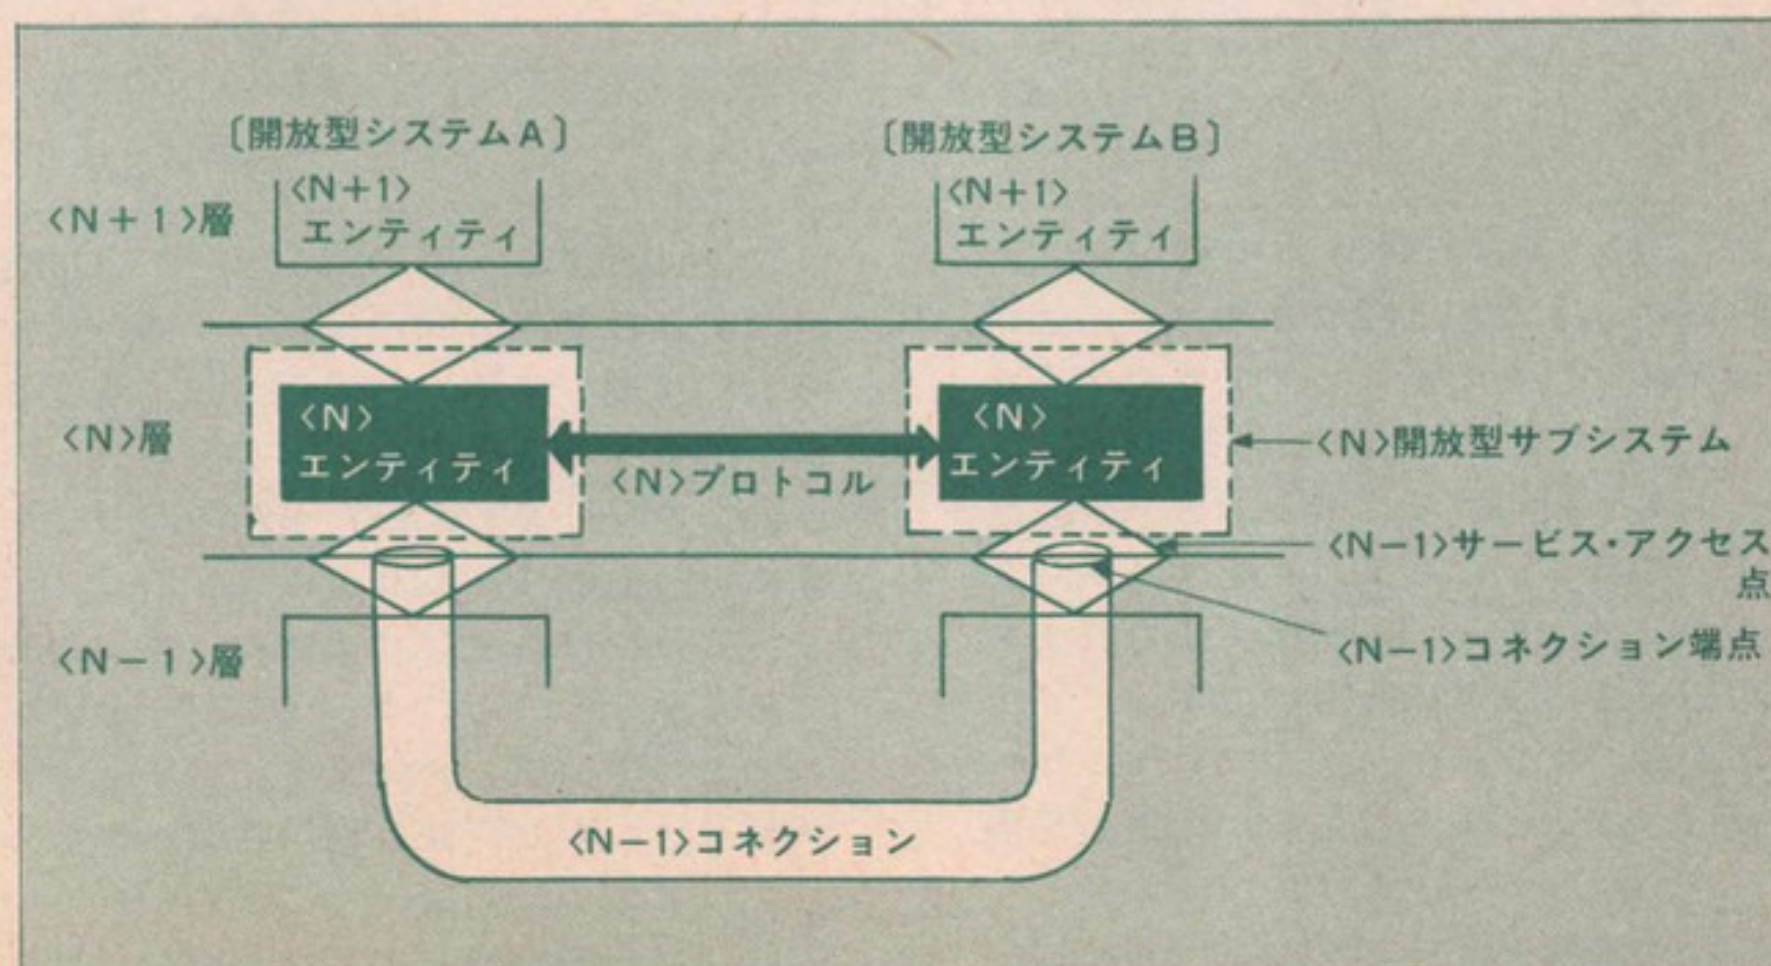 〔開放型システムA〕
〔開放型システムB〕
〈N+1〉層
〈N+1〉
エンティティ
〈N+1〉
エンティティ
〈N〉層
〈N〉
エンティティ
〈N〉プロトコル
〈N〉
エンティティ
〈N〉開放型サブシステム
〈N-1〉サービス・アクセス
点
〈N-1〉層
〈N-1〉コネクション端点
〈N-1〉コネクション